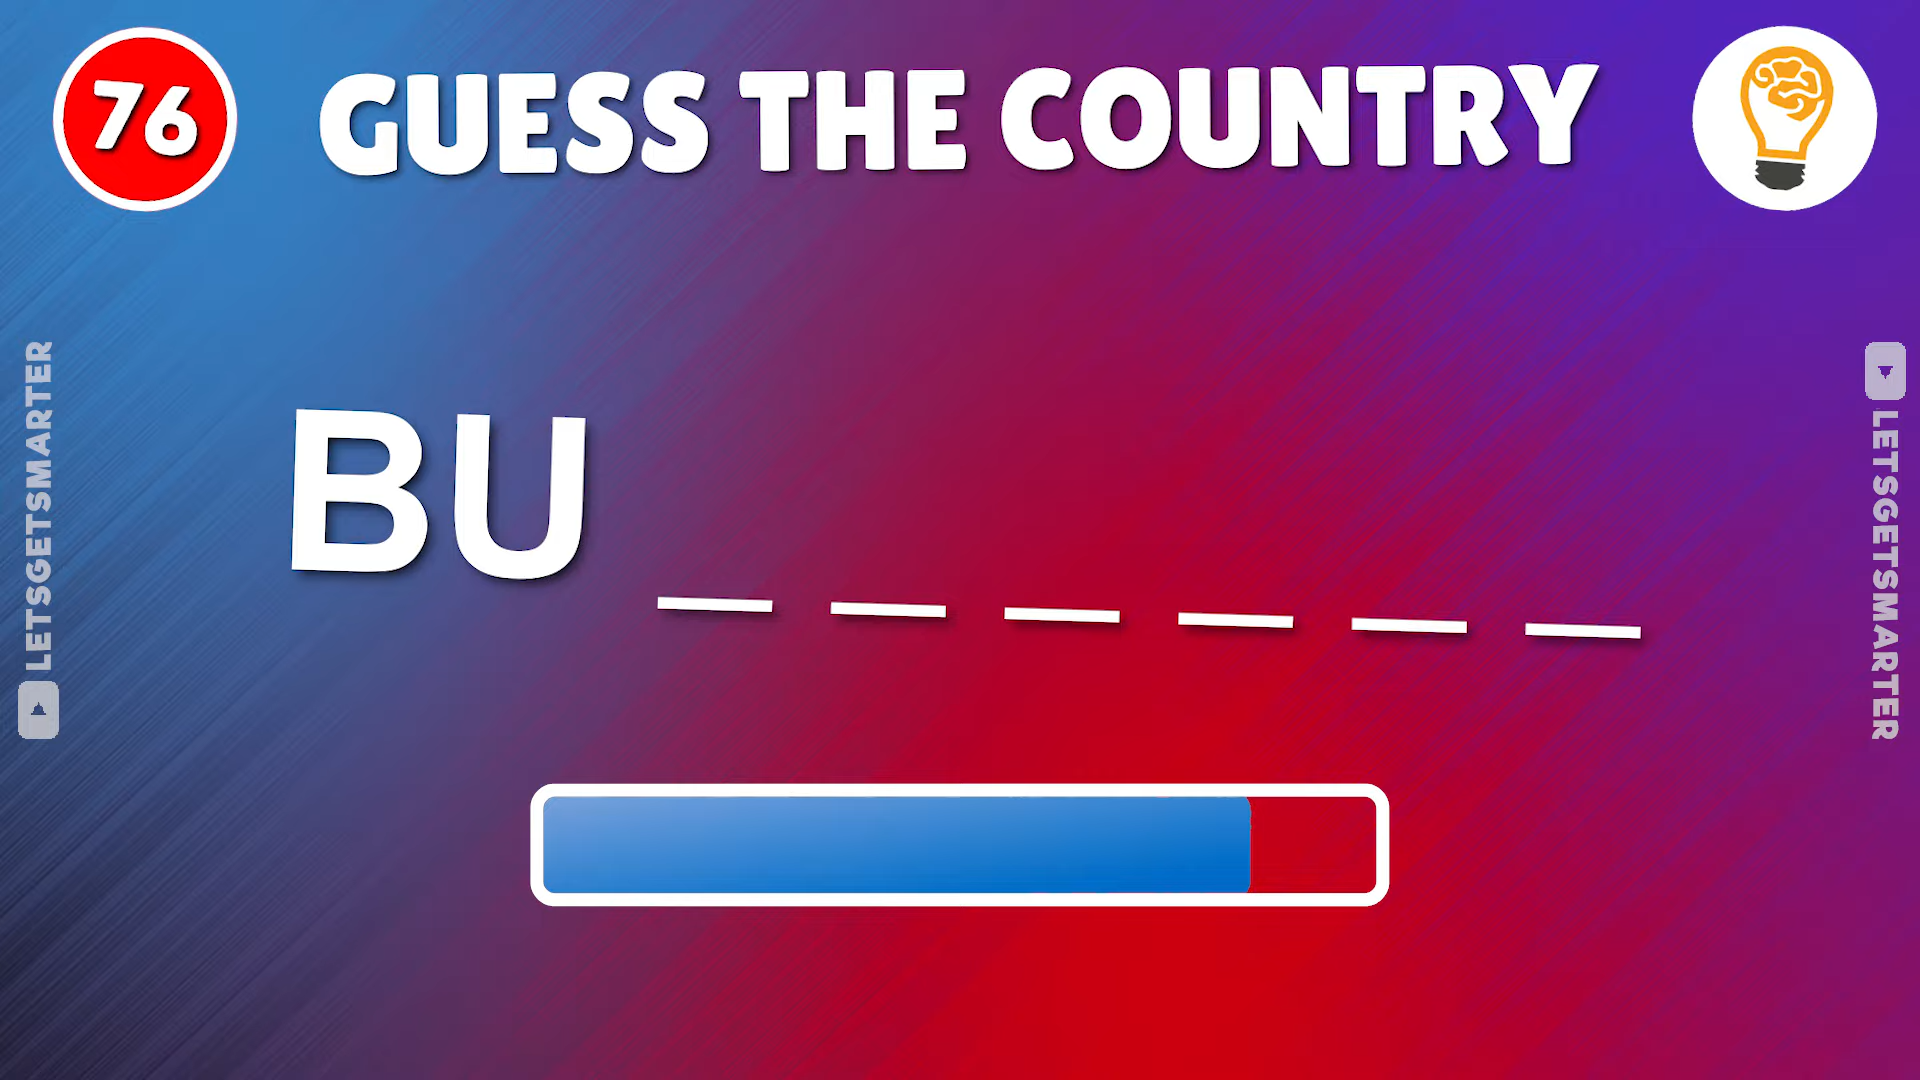 76
GUESS THE COUNTRY
BU _ _ _ _ _ _
LETSGETSMARTER
LETSGETSMARTER